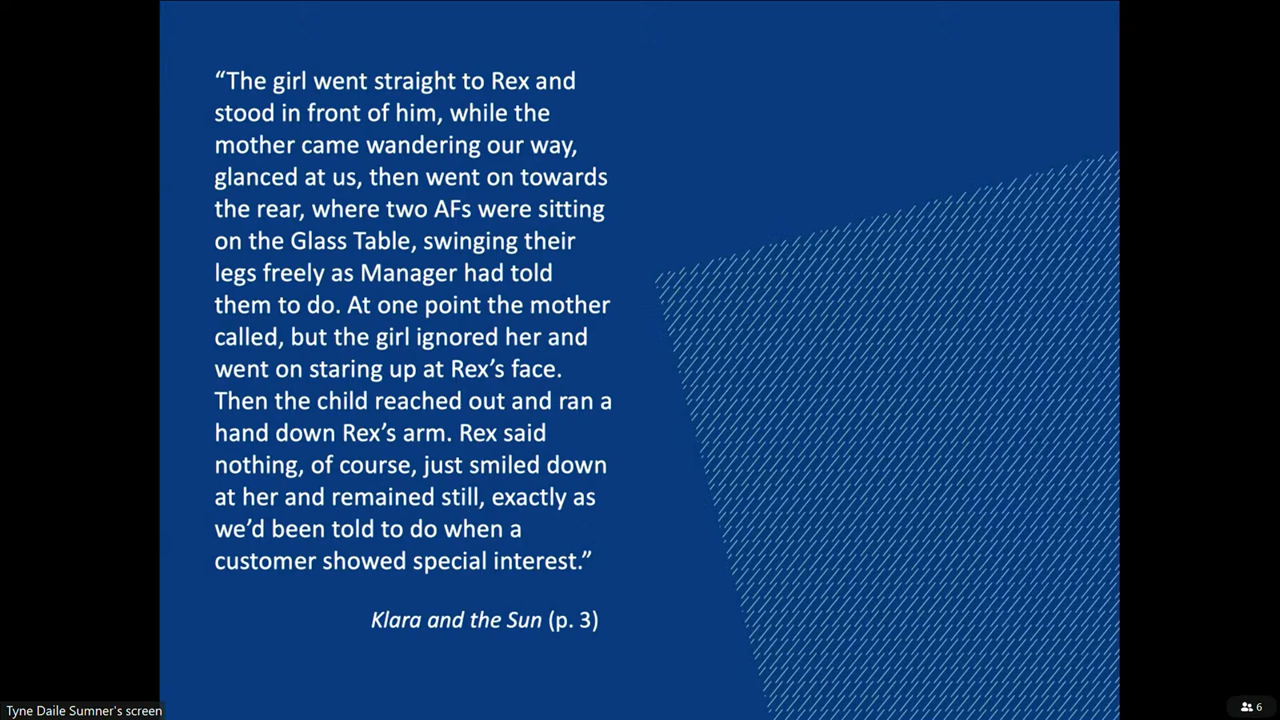 “The girl went straight to Rex and
stood in front of him, while the
mother came wandering our way,
glanced at us, then went on towards
the rear, where two AFs were sitting
on the Glass Table, swinging their
legs freely as Manager had told
them to do. At one point the mother
called, but the girl ignored her and
went on staring up at Rex’s face.
Then the child reached out and ran a
hand down Rex’s arm. Rex said
nothing, of course, just smiled down
at her and remained still, exactly as
we’d been told to do when a
customer showed special interest.”
Klara and the Sun (p. 3)
Tyne Daile Sumner's screen
6